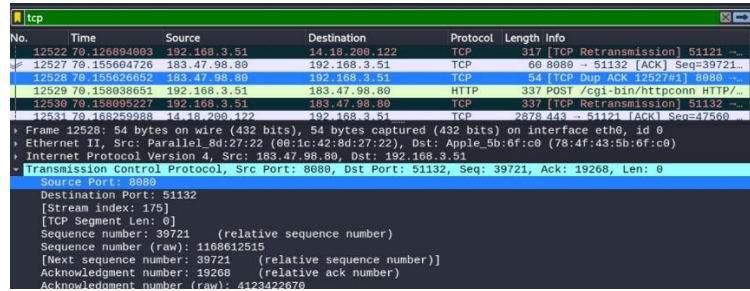 tcp
No. Time Source Destination Protocol Length Info
12522 70.126894003 192.168.3.51 14.18.200.122 TCP 317 [TCP Retransmission] 51121 →…
12527 70.155604726 183.47.98.80 192.168.3.51 TCP 60 8080 → 51132 [ACK] Seq=39721…
12528 70.155626652 183.47.98.80 192.168.3.51 TCP 54 [TCP Dup ACK 12527#1] 8080 →…
12529 70.158038651 192.168.3.51 183.47.98.80 HTTP 337 POST /cgi-bin/httpconn HTTP/…
12530 70.158095227 192.168.3.51 183.47.98.80 TCP 337 [TCP Retransmission] 51132 →…
12531 70.168259988 14.18.200.122 192.168.3.51 TCP 2878 443 → 51121 [ACK] Seq=47560…
Frame 12528: 54 bytes on wire (432 bits), 54 bytes captured (432 bits) on interface eth0, id 0
Ethernet II, Src: Parallel_8d:27:22 (00:1c:42:8d:27:22), Dst: Apple_5b:6f:c0 (78:4f:43:5b:6f:c0)
Internet Protocol Version 4, Src: 183.47.98.80, Dst: 192.168.3.51
Transmission Control Protocol, Src Port: 8080, Dst Port: 51132, Seq: 39721, Ack: 19268, Len: 0
Source Port: 8080
Destination Port: 51132
[Stream index: 175]
[TCP Segment Len: 0]
Sequence number: 39721 (relative sequence number)
Sequence number (raw): 1168612515
[Next sequence number: 39721 (relative sequence number)]
Acknowledgment number: 19268 (relative ack number)
Acknowledgment number (raw): 4123422670